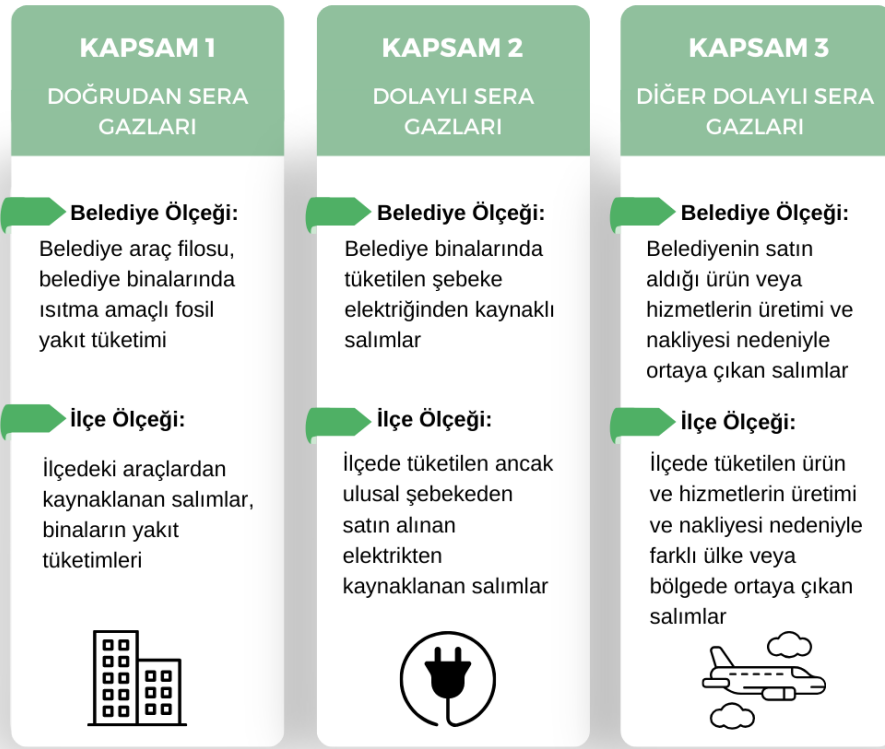 KAPSAM 1
DOĞRUDAN SERA
GAZLARI
Belediye Ölçeği:
Belediye araç filosu,
belediye binalarında
ısıtma amaçlı fosil
yakıt tüketimi
İlçe Ölçeği:
İlçedeki araçlardan
kaynaklanan salımlar,
binaların yakıt
tüketimleri
KAPSAM 2
DOLAYLI SERA
GAZLARI
Belediye Ölçeği:
Belediye binalarında
tüketilen şebeke
elektriğinden kaynaklı
salımlar
İlçe Ölçeği:
İlçede tüketilen ancak
ulusal şebekeden
satın alınan
elektrikten
kaynaklanan salımlar
KAPSAM 3
DİĞER DOLAYLI SERA
GAZLARI
Belediye Ölçeği:
Belediyenin satın
aldığı ürün veya
hizmetlerin üretimi ve
nakliyesi nedeniyle
ortaya çıkan salımlar
İlçe Ölçeği:
İlçede tüketilen ürün
ve hizmetlerin üretimi
ve nakliyesi nedeniyle
farklı ülke veya
bölgede ortaya çıkan
salımlar